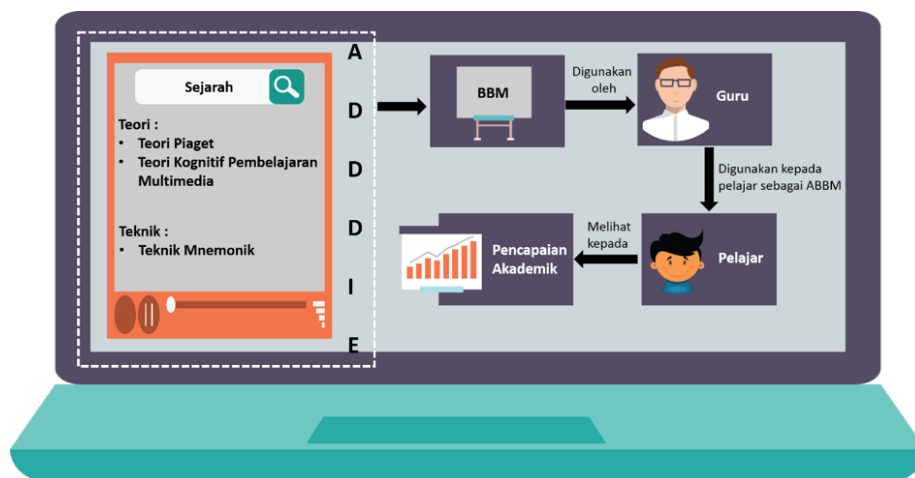 Sejarah
Teori :
• Teori Piaget
• Teori Kognitif Pembelajaran
Multimedia
Teknik :
• Teknik Mnemonik
A
D
D
D
I
E
BBM
Digunakan
oleh
Guru
Digunakan kepada
pelajar sebagai ABBM
Pelajar
Melihat
kepada
Pencapaian
Akademik